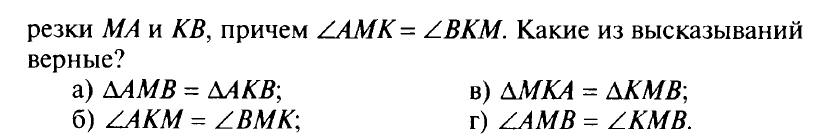 резки MA и KB, причем ∠AMK = ∠BKM. Какие из высказываний
верные?
а) ΔAMB = ΔAKB; в) ΔMKA = ΔKMB;
б) ∠AKM = ∠BMK; г) ∠AMB = ∠KMB.